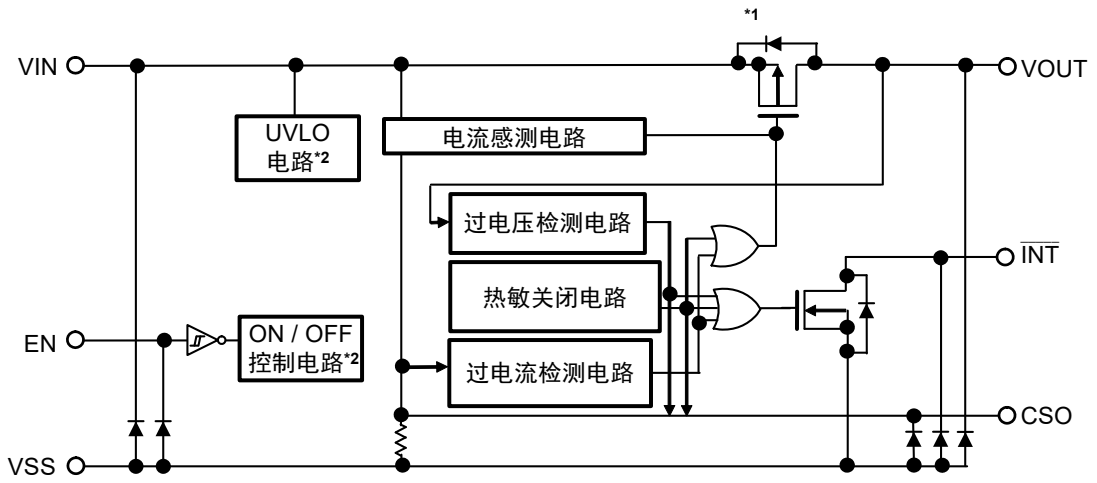 *1
VIN
VOUT
UVLO
电路*2
电流感测电路
过电压检测电路
INT
热敏关闭电路
EN
ON / OFF
控制电路*2
过电流检测电路
CSO
VSS